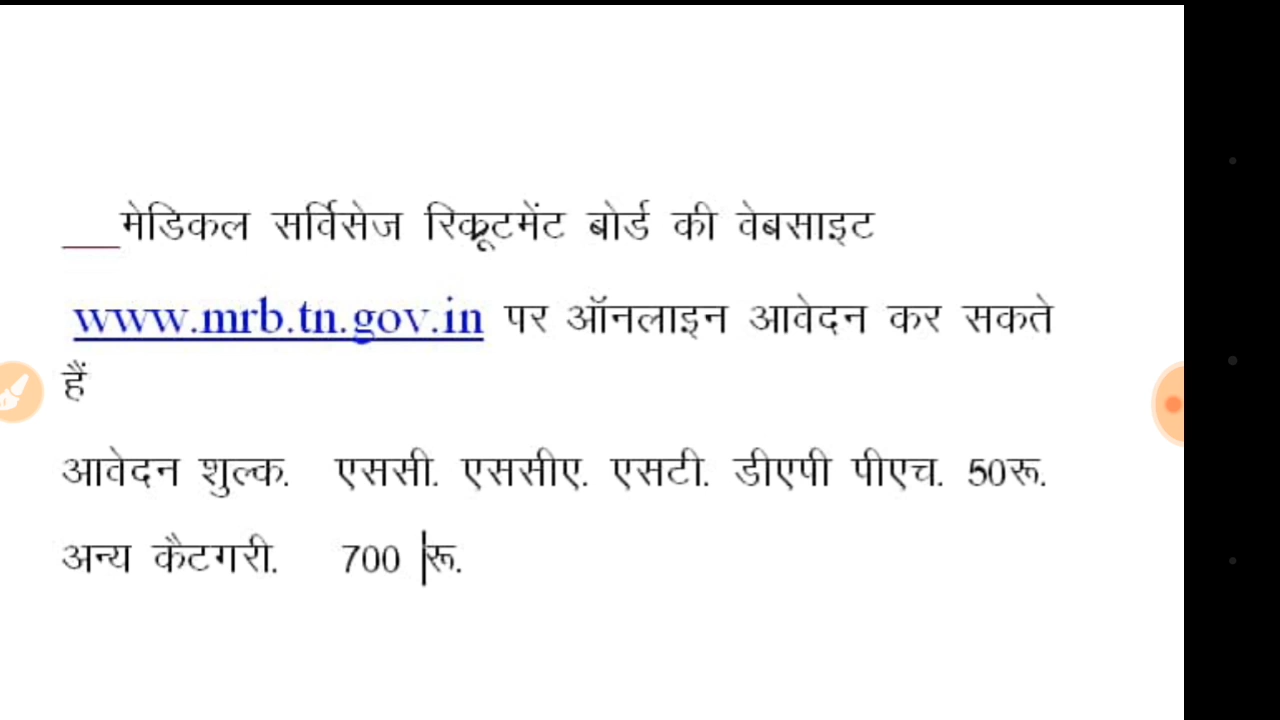 मेडिकल सर्विसेज रिक्रूटमेंट बोर्ड की वेबसाइट
www.mrb.tn.gov.in पर ऑनलाइन आवेदन कर सकते
हैं
आवेदन शुल्क. एससी. एससीए. एसटी. डीएपी पीएच. 50रू.
अन्य कैटगरी. 700 रू.